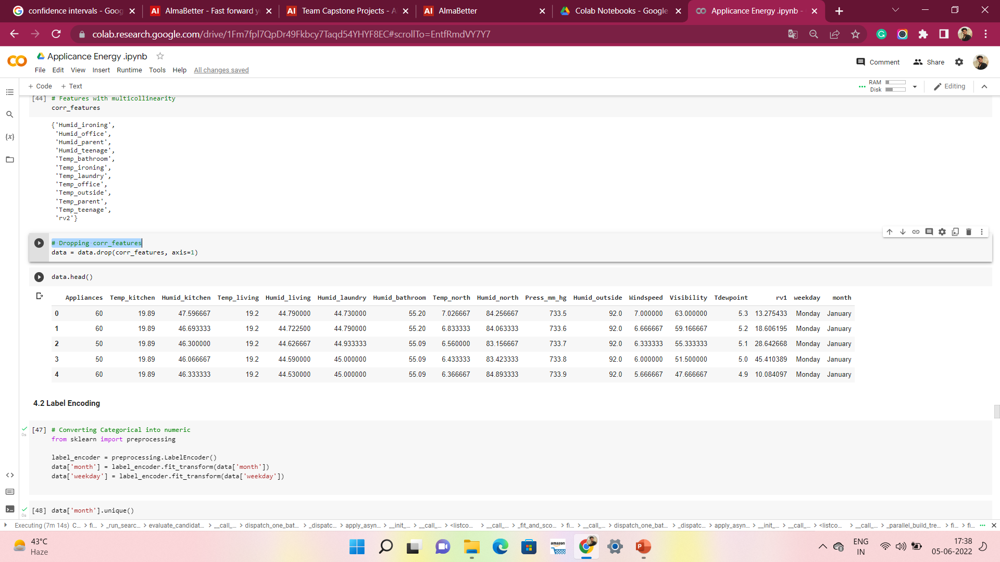 confidence intervals - Goog
AlmaBetter - Fast forward y
Team Capstone Projects - A
AlmaBetter
Colab Notebooks - Google
Applicance Energy .ipynb -
colab.research.google.com/drive/1Fm7fpl7QpDr49Fkbcy7Taqd54YHYF8EC#scrollTo=EntfRmdVY7Y7
Applicance Energy .ipynb
File Edit View Insert Runtime Tools Help All changes saved
Comment Share
+ Code + Text
RAM
Disk
Editing
[44] # Features with multicollinearity
corr_features
{'Humid_ironing',
'Humid_office',
'Humid_parent',
'Humid_teenage',
'Temp_bathroom',
'Temp_ironing',
'Temp_laundry',
'Temp_office',
'Temp_outside',
'Temp_parent',
'Temp_teenage',
'rv2'}
# Dropping corr_features
data = data.drop(corr_features, axis=1)
data.head()
Appliances Temp_kitchen Humid_kitchen Temp_living Humid_living Humid_laundry Humid_bathroom Temp_north Humid_north Press_mm_hg Humid_outside Windspeed Visibility Tdewpoint rv1 weekday month
0 60 19.89 47.596667 19.2 44.790000 44.730000 55.20 7.026667 84.256667 733.5 92.0 7.000000 63.000000 5.3 13.275433 Monday January
1 60 19.89 46.693333 19.2 44.722500 44.790000 55.20 6.833333 84.063333 733.6 92.0 6.666667 59.166667 5.2 18.606195 Monday January
2 50 19.89 46.300000 19.2 44.626667 44.933333 55.09 6.560000 83.156667 733.7 92.0 6.333333 55.333333 5.1 28.642668 Monday January
3 50 19.89 46.066667 19.2 44.590000 45.000000 55.09 6.433333 83.423333 733.8 92.0 6.000000 51.500000 5.0 45.410389 Monday January
4 60 19.89 46.333333 19.2 44.530000 45.000000 55.09 6.366667 84.893333 733.9 92.0 5.666667 47.666667 4.9 10.084097 Monday January
4.2 Label Encoding
[47] # Converting Categorical into numeric
0s
from sklearn import preprocessing
label_encoder = preprocessing.LabelEncoder()
data['month'] = label_encoder.fit_transform(data['month'])
data['weekday'] = label_encoder.fit_transform(data['weekday'])
[48] data['month'].unique()
0s
Executing (7m 14s) C... > fi... > _run_searc... > evaluate_candidat... > __call_... > dispatch_one_bat... > _dispatc... > apply_asyn... > __init_... > __call_... > <listco... > __call_... > _fit_and_sco... > fi... > __call_... > dispatch_one_bat... > _dispatc... > apply_asyn... > __init_... > __call_... > <listco... > __call_... > _parallel_build_tre... > fi... > fi...
43°C
Haze
amazon
ENG
IN
17:38
05-06-2022